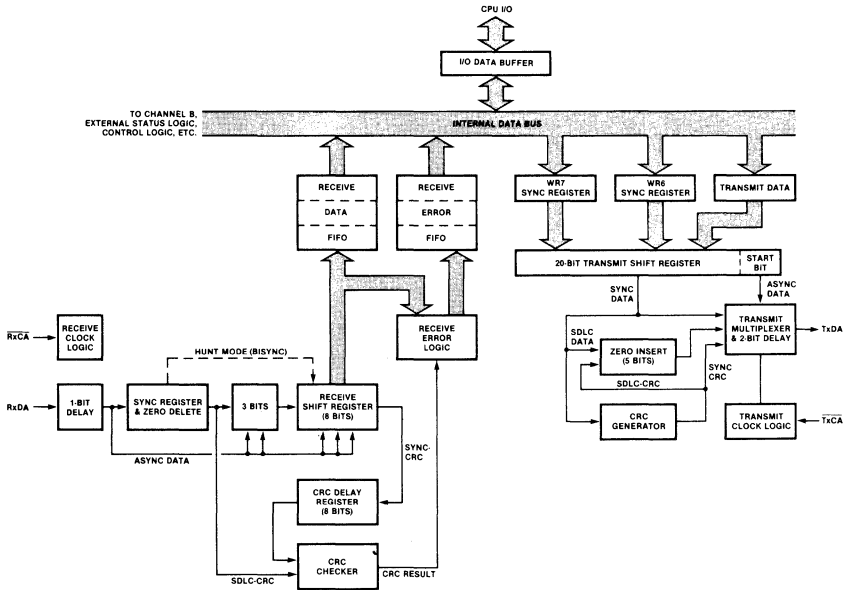 CPU I/O
I/O DATA BUFFER
TO CHANNEL B,
EXTERNAL STATUS LOGIC,
CONTROL LOGIC, ETC.
INTERNAL DATA BUS
RECEIVE
DATA
FIFO
RECEIVE
ERROR
FIFO
WR7
SYNC REGISTER
WR6
SYNC REGISTER
TRANSMIT DATA
20-BIT TRANSMIT SHIFT REGISTER
START
BIT
SYNC
DATA
ASYNC
DATA
RxCA
RECEIVE
CLOCK
LOGIC
RECEIVE
ERROR
LOGIC
HUNT MODE (BISYNC)
RxDA
1-BIT
DELAY
SYNC REGISTER
& ZERO DELETE
3 BITS
RECEIVE
SHIFT REGISTER
(8 BITS)
ASYNC DATA
SYNC-
CRC
CRC DELAY
REGISTER
(8 BITS)
CRC
CHECKER
SDLC-CRC
CRC RESULT
SDLC
DATA
ZERO INSERT
(5 BITS)
SDLC-CRC
CRC
GENERATOR
SYNC
CRC
TRANSMIT
MULTIPLEXER
& 2-BIT DELAY
TxDA
TRANSMIT
CLOCK LOGIC
TxCA